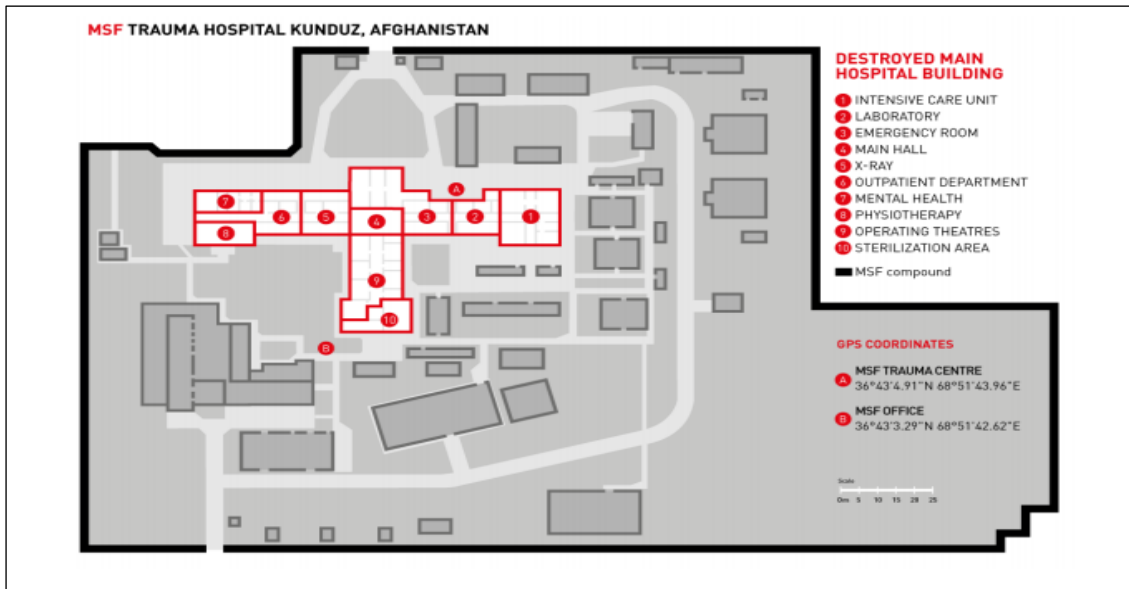 MSF TRAUMA HOSPITAL KUNDUZ, AFGHANISTAN
DESTROYED MAIN
HOSPITAL BUILDING
1 INTENSIVE CARE UNIT
2 LABORATORY
3 EMERGENCY ROOM
4 MAIN HALL
5 X-RAY
6 OUTPATIENT DEPARTMENT
7 MENTAL HEALTH
8 PHYSIOTHERAPY
9 OPERATING THEATRES
10 STERILIZATION AREA
MSF compound
A
7
6
5
4
3
2
1
8
9
10
B
GPS COORDINATES
A MSF TRAUMA CENTRE
36°43'4.91"N 68°51'43.96"E
B MSF OFFICE
36°43'3.29"N 68°51'42.62"E
Scale
0m 5 10 15 20 25